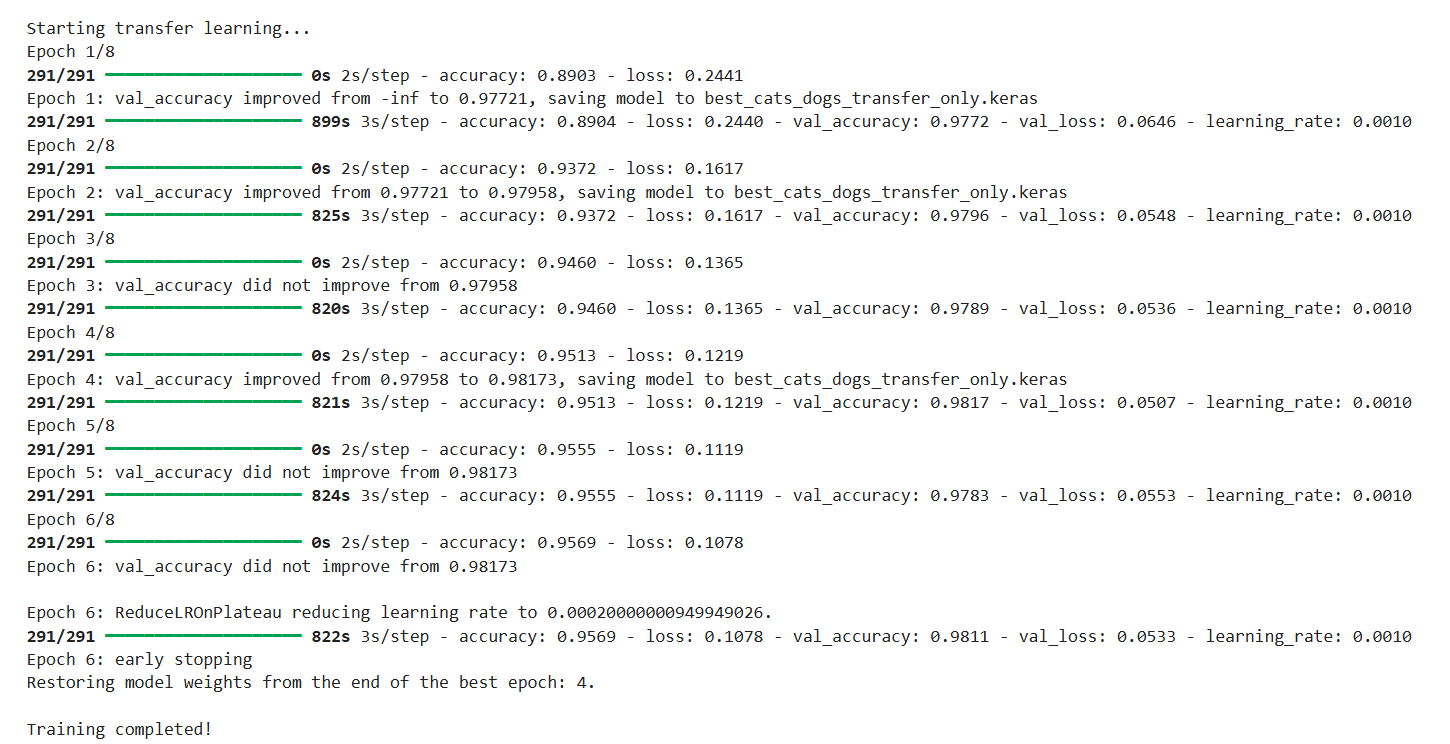 Starting transfer learning...
Epoch 1/8
291/291 ━━━━━━━━━━━━━━━━━━━━ 0s 2s/step - accuracy: 0.8903 - loss: 0.2441
Epoch 1: val_accuracy improved from -inf to 0.97721, saving model to best_cats_dogs_transfer_only.keras
291/291 ━━━━━━━━━━━━━━━━━━━━ 899s 3s/step - accuracy: 0.8904 - loss: 0.2440 - val_accuracy: 0.9772 - val_loss: 0.0646 - learning_rate: 0.0010
Epoch 2/8
291/291 ━━━━━━━━━━━━━━━━━━━━ 0s 2s/step - accuracy: 0.9372 - loss: 0.1617
Epoch 2: val_accuracy improved from 0.97721 to 0.97958, saving model to best_cats_dogs_transfer_only.keras
291/291 ━━━━━━━━━━━━━━━━━━━━ 825s 3s/step - accuracy: 0.9372 - loss: 0.1617 - val_accuracy: 0.9796 - val_loss: 0.0548 - learning_rate: 0.0010
Epoch 3/8
291/291 ━━━━━━━━━━━━━━━━━━━━ 0s 2s/step - accuracy: 0.9460 - loss: 0.1365
Epoch 3: val_accuracy did not improve from 0.97958
291/291 ━━━━━━━━━━━━━━━━━━━━ 820s 3s/step - accuracy: 0.9460 - loss: 0.1365 - val_accuracy: 0.9789 - val_loss: 0.0536 - learning_rate: 0.0010
Epoch 4/8
291/291 ━━━━━━━━━━━━━━━━━━━━ 0s 2s/step - accuracy: 0.9513 - loss: 0.1219
Epoch 4: val_accuracy improved from 0.97958 to 0.98173, saving model to best_cats_dogs_transfer_only.keras
291/291 ━━━━━━━━━━━━━━━━━━━━ 821s 3s/step - accuracy: 0.9513 - loss: 0.1219 - val_accuracy: 0.9817 - val_loss: 0.0507 - learning_rate: 0.0010
Epoch 5/8
291/291 ━━━━━━━━━━━━━━━━━━━━ 0s 2s/step - accuracy: 0.9555 - loss: 0.1119
Epoch 5: val_accuracy did not improve from 0.98173
291/291 ━━━━━━━━━━━━━━━━━━━━ 824s 3s/step - accuracy: 0.9555 - loss: 0.1119 - val_accuracy: 0.9783 - val_loss: 0.0553 - learning_rate: 0.0010
Epoch 6/8
291/291 ━━━━━━━━━━━━━━━━━━━━ 0s 2s/step - accuracy: 0.9569 - loss: 0.1078
Epoch 6: val_accuracy did not improve from 0.98173
Epoch 6: ReduceLROnPlateau reducing learning rate to 0.00020000000949949026.
291/291 ━━━━━━━━━━━━━━━━━━━━ 822s 3s/step - accuracy: 0.9569 - loss: 0.1078 - val_accuracy: 0.9811 - val_loss: 0.0533 - learning_rate: 0.0010
Epoch 6: early stopping
Restoring model weights from the end of the best epoch: 4.
Training completed!